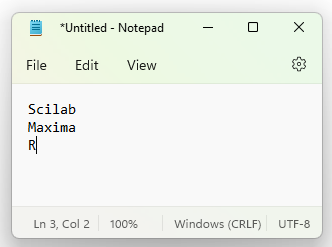 *Untitled - Notepad
File Edit View
Scilab
Maxima
R
Ln 3, Col 2 100% Windows (CRLF) UTF-8